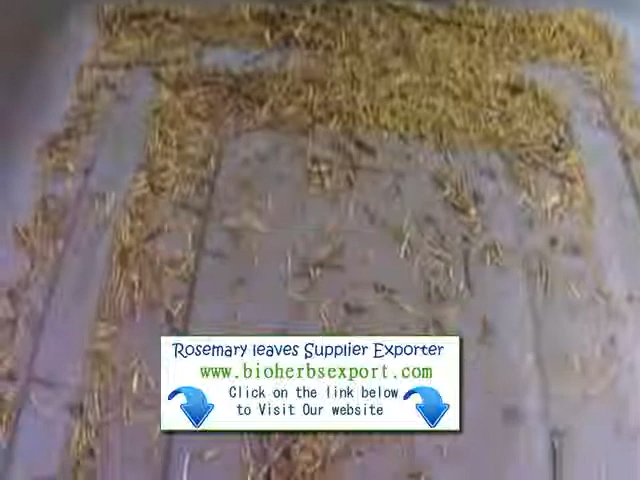 Rosemary leaves Supplier Exporter
www.bioherbsexport.com
Click on the link below
to Visit Our website